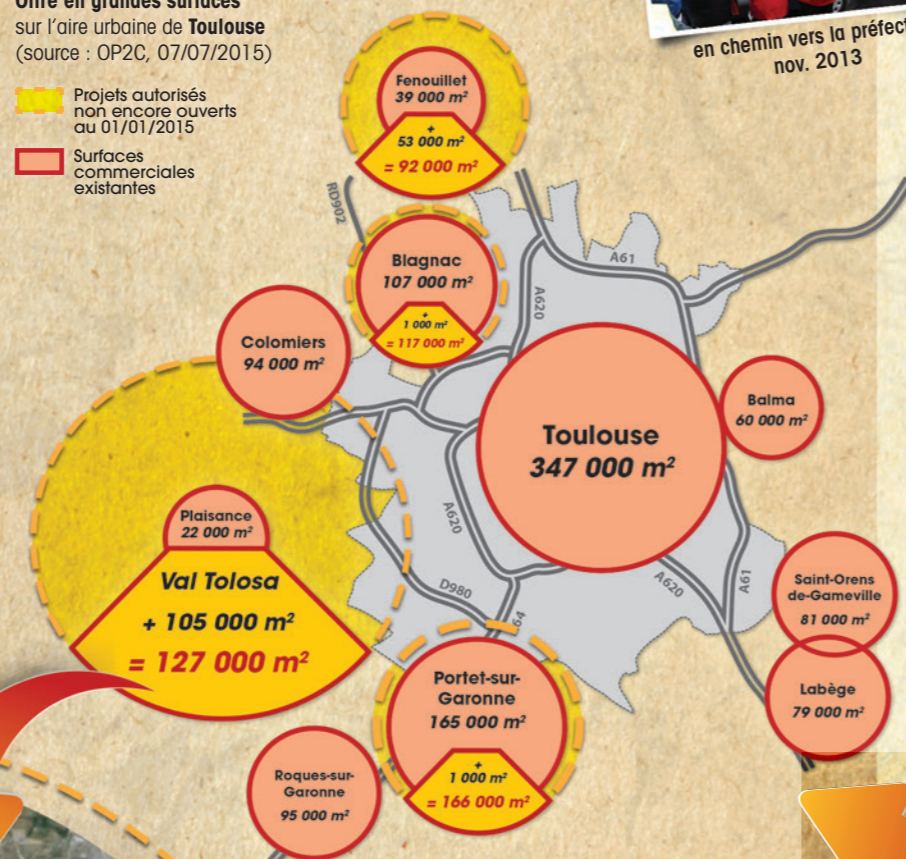 Offre en grandes surfaces
sur l'aire urbaine de Toulouse
(source : OP2C, 07/07/2015)
Projets autorisés
non encore ouverts
au 01/01/2015
Surfaces
commerciales
existantes
en chemin vers la préfect
nov. 2013
Fenouillet
39 000 m²
+
53 000 m²
= 92 000 m²
RD902
Blagnac
107 000 m²
+
1 000 m²
= 117 000 m²
A61
A620
Colomiers
94 000 m²
Toulouse
347 000 m²
Balma
60 000 m²
Plaisance
22 000 m²
Val Tolosa
+ 105 000 m²
= 127 000 m²
A620
D980
64
A620
A61
Saint-Orens
de-Gameville
81 000 m²
Labège
79 000 m²
Portet-sur-
Garonne
165 000 m²
+
1 000 m²
= 166 000 m²
Roques-sur-
Garonne
95 000 m²